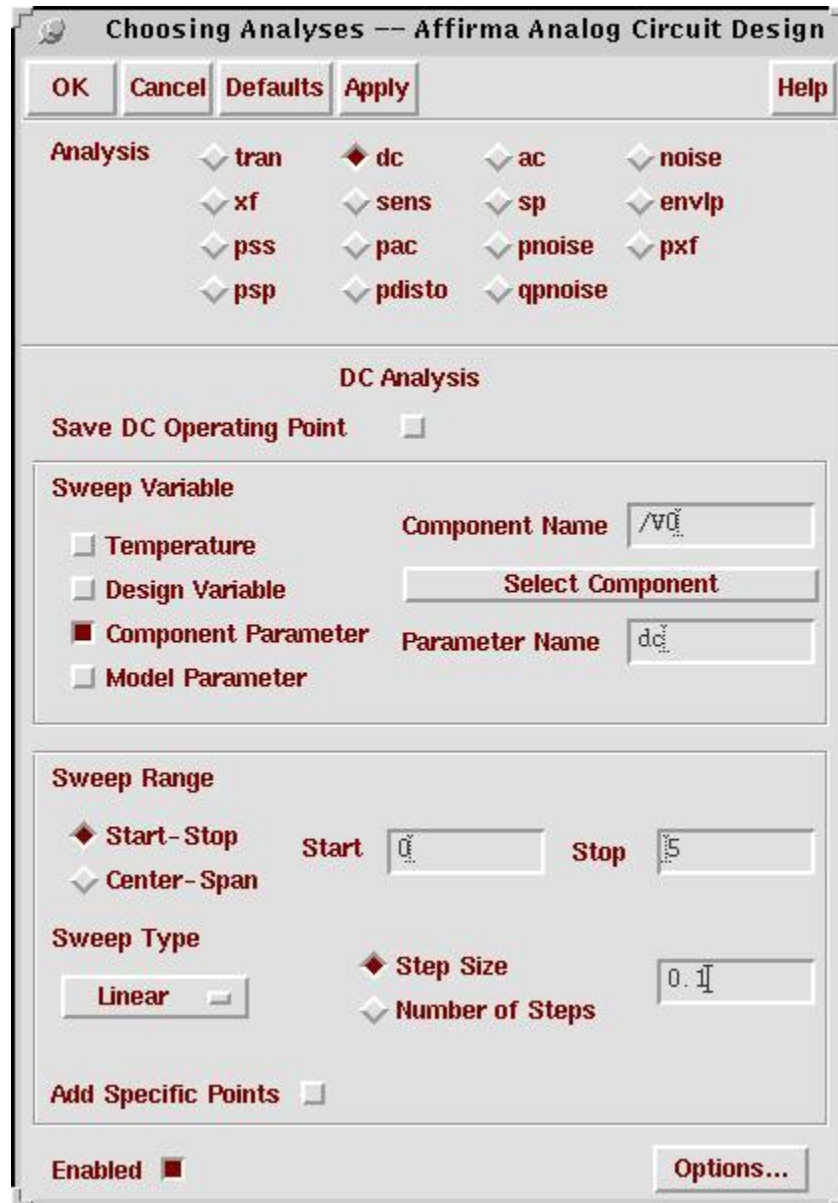 Choosing Analyses -- Affirma Analog Circuit Design
OK Cancel Defaults Apply Help
Analysis tran dc ac noise
xf sens sp envlp
pss pac pnoise pxf
psp pdisto qpnoise
DC Analysis
Save DC Operating Point
Sweep Variable
Temperature
Design Variable
Component Parameter
Model Parameter
Component Name /V0
Select Component
Parameter Name dc
Sweep Range
Start-Stop
Center-Span
Start 0 Stop 5
Sweep Type
Linear
Step Size
Number of Steps
0.1
Add Specific Points
Enabled Options...